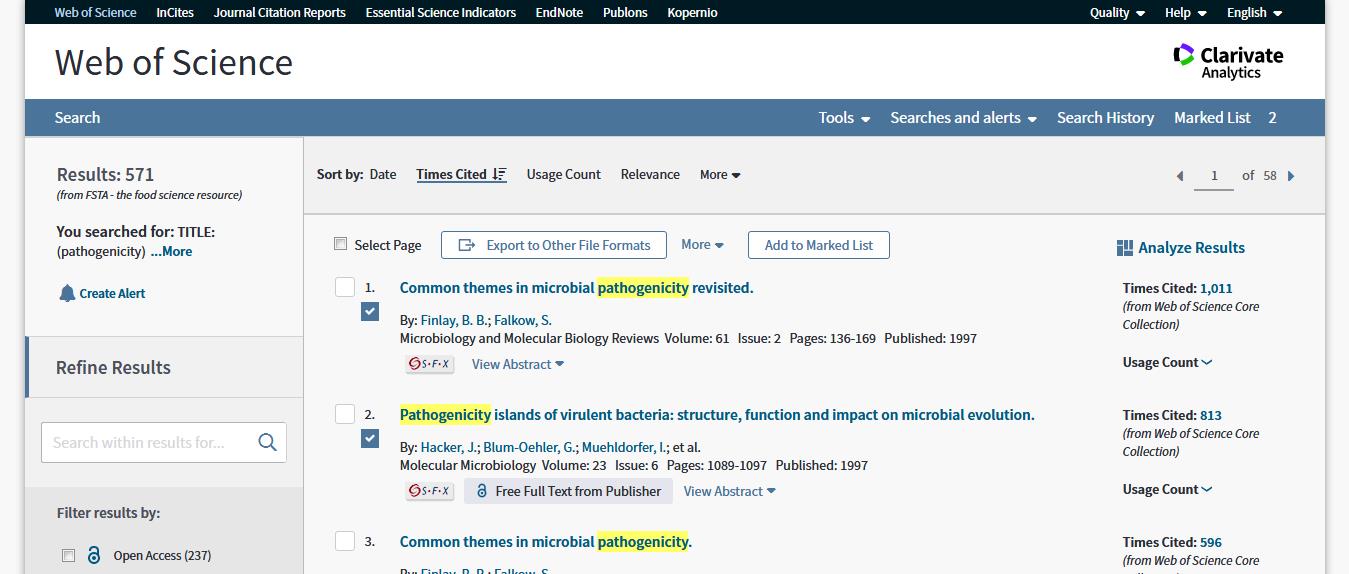 Web of Science InCites Journal Citation Reports Essential Science Indicators EndNote Publons Kopernio Quality Help English
Web of Science
Clarivate
Analytics
Search Tools Searches and alerts Search History Marked List 2
Results: 571
(from FSTA - the food science resource)
You searched for: TITLE:
(pathogenicity) ...More
Create Alert
Refine Results
Search within results for...
Filter results by:
Open Access (237)
Sort by: Date Times Cited Usage Count Relevance More
1 of 58
Select Page Export to Other File Formats More Add to Marked List
Analyze Results
1. Common themes in microbial pathogenicity revisited.
By: Finlay, B. B.; Falkow, S.
Microbiology and Molecular Biology Reviews Volume: 61 Issue: 2 Pages: 136-169 Published: 1997
S·F·X View Abstract
Times Cited: 1,011
(from Web of Science Core
Collection)
Usage Count
2. Pathogenicity islands of virulent bacteria: structure, function and impact on microbial evolution.
By: Hacker, J.; Blum-Oehler, G.; Muehldorfer, I.; et al.
Molecular Microbiology Volume: 23 Issue: 6 Pages: 1089-1097 Published: 1997
S·F·X Free Full Text from Publisher View Abstract
Times Cited: 813
(from Web of Science Core
Collection)
Usage Count
3. Common themes in microbial pathogenicity.
By: Finlay, B. B.; Falkow, S.
Times Cited: 596
(from Web of Science Core